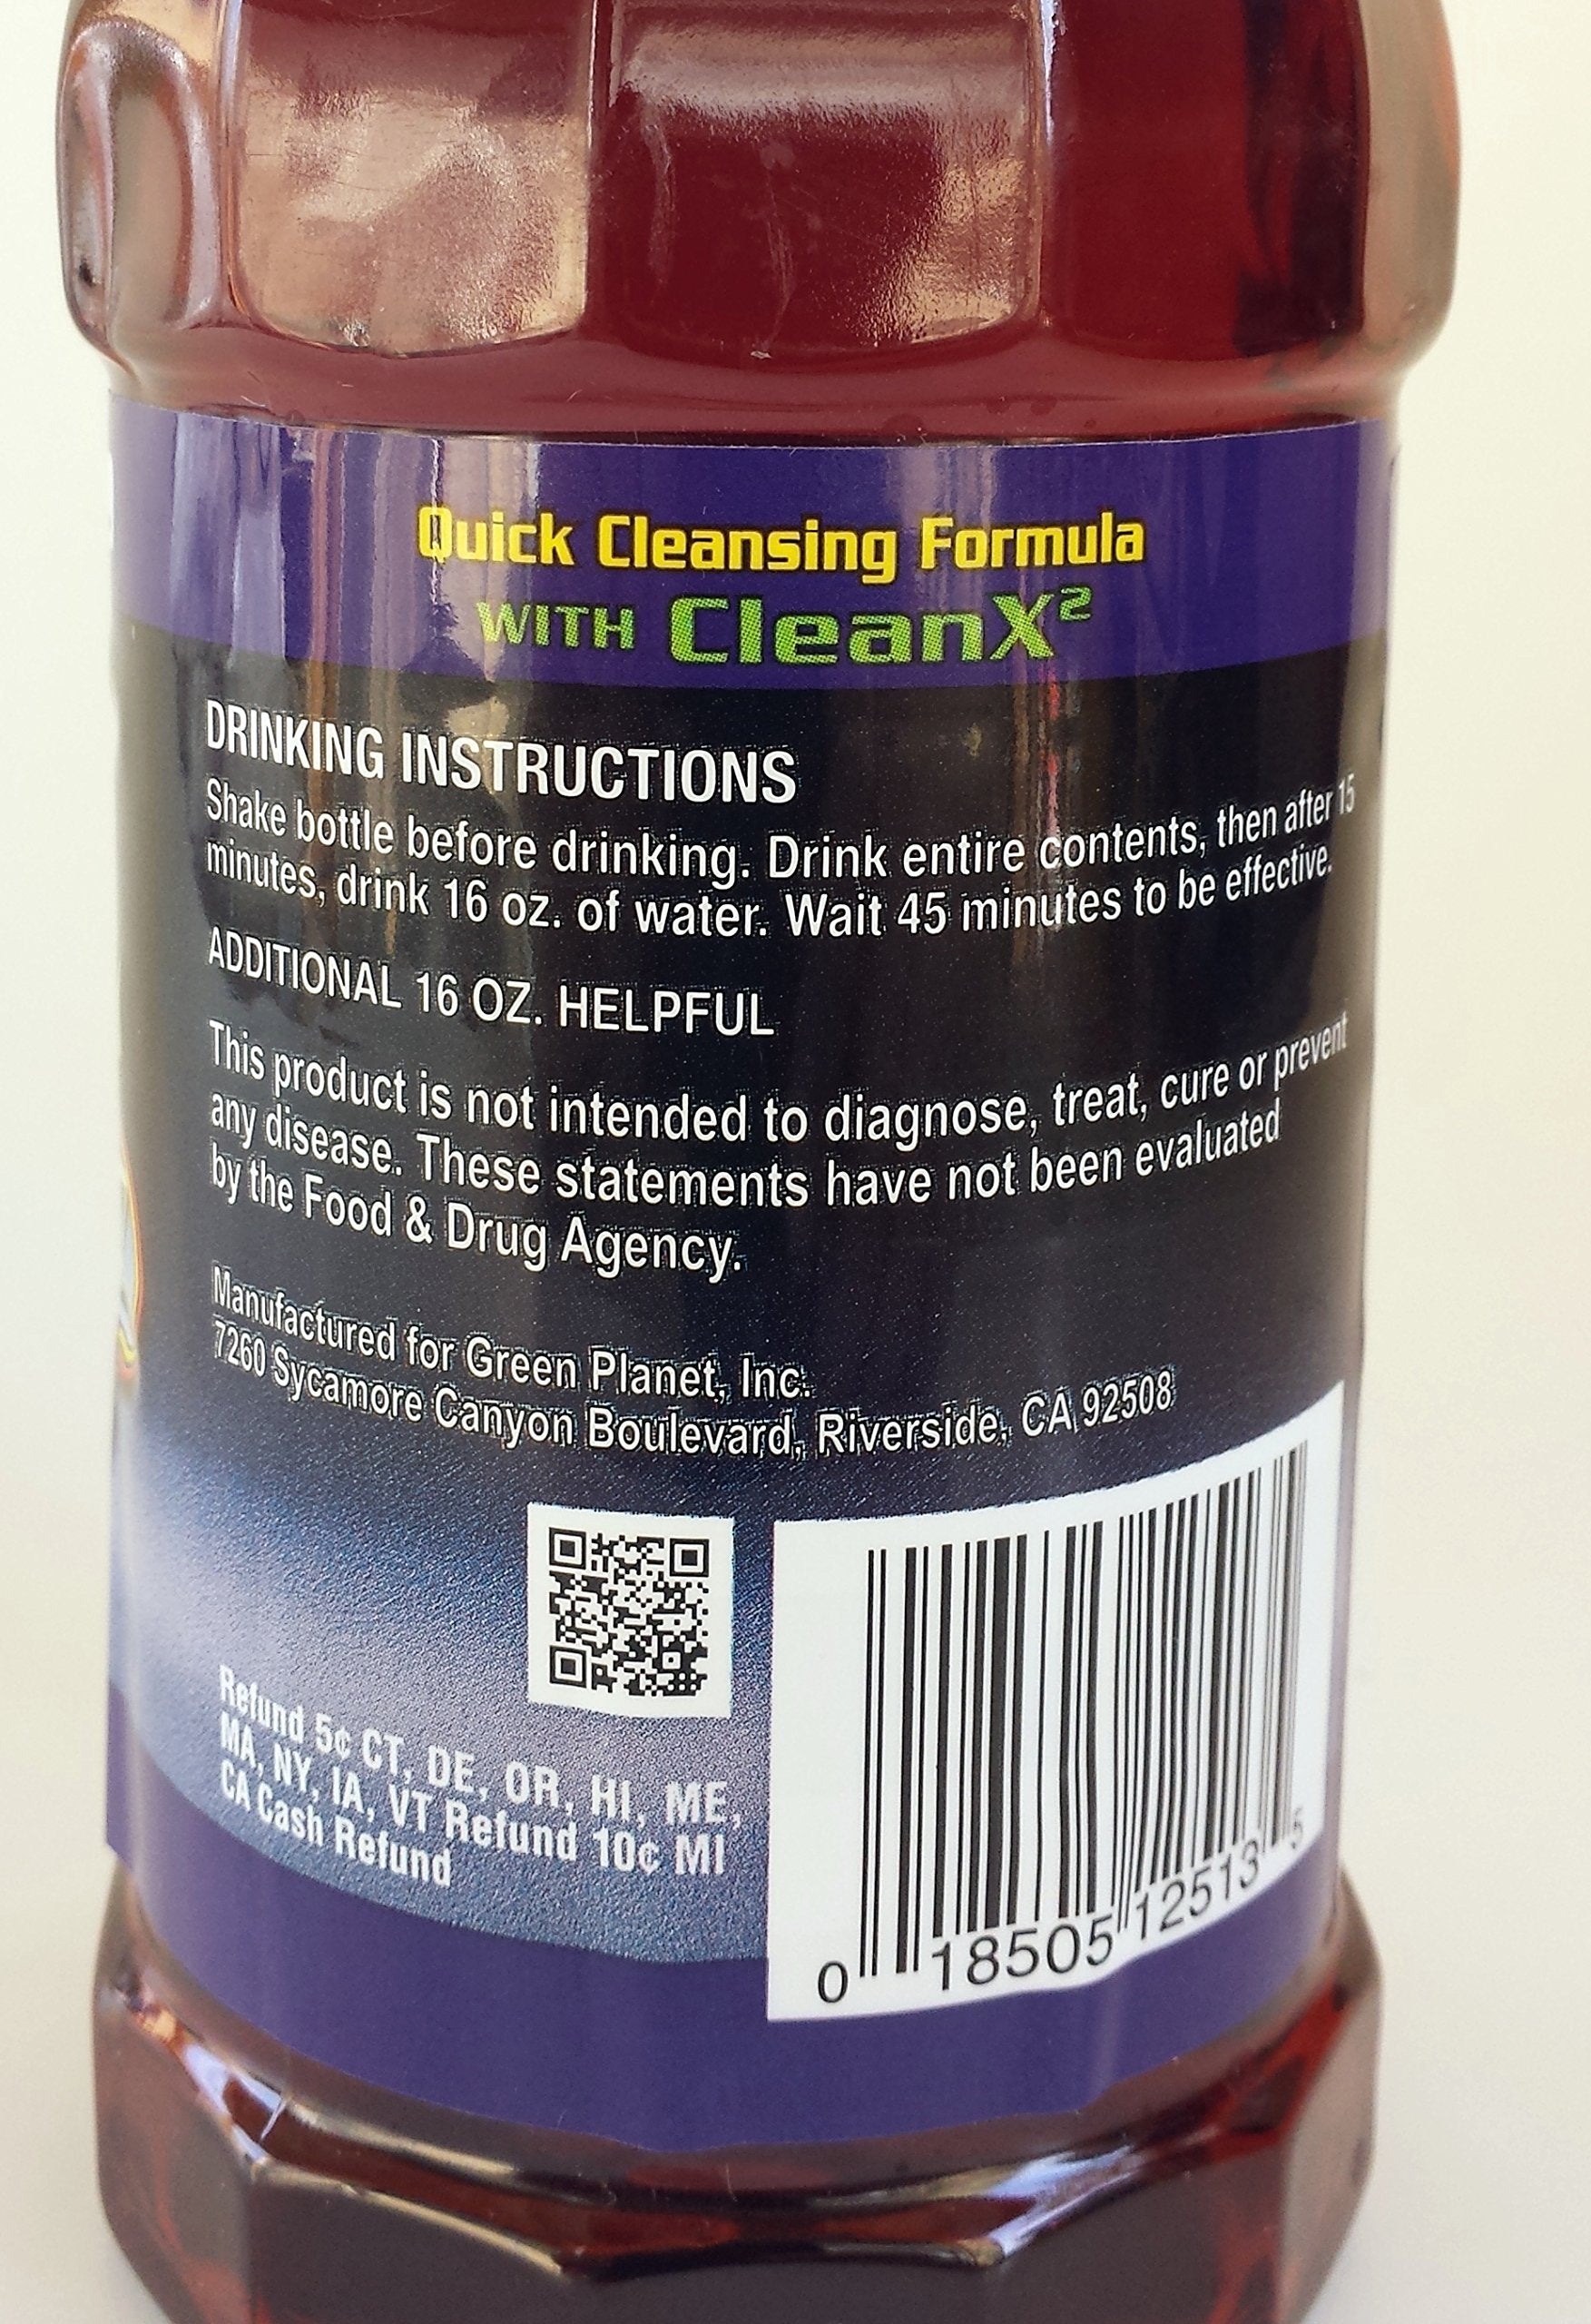 Quick Cleansing Formula
WITH CleanX²
DRINKING INSTRUCTIONS
Shake bottle before drinking. Drink entire contents, then after 15
minutes, drink 16 oz. of water. Wait 45 minutes to be effective.
ADDITIONAL 16 OZ. HELPFUL
This product is not intended to diagnose, treat, cure or prevent
any disease. These statements have not been evaluated
by the Food & Drug Agency.
Manufactured for Green Planet, Inc.
7260 Sycamore Canyon Boulevard, Riverside, CA 92508
Refund 5¢ CT, DE, OR, HI, ME,
MA, NY, IA, VT Refund 10¢ MI
CA Cash Refund
0 18505 12513 5